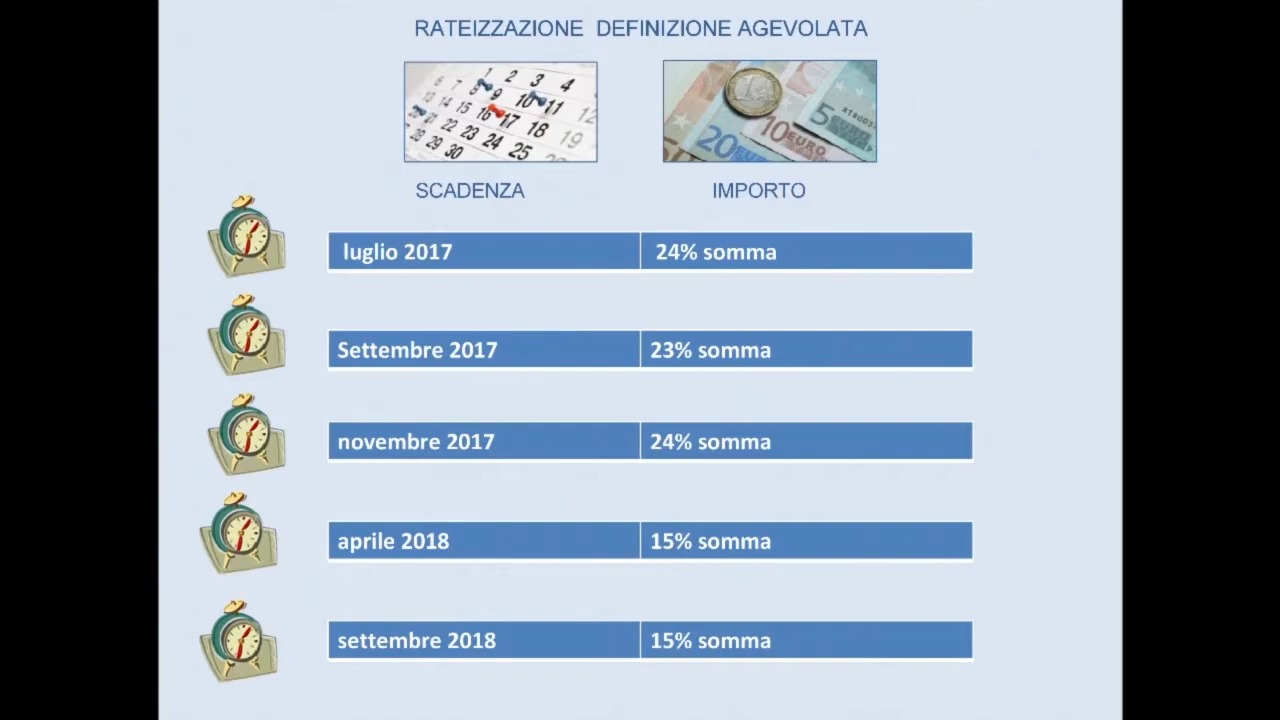 RATEIZZAZIONE DEFINIZIONE AGEVOLATA
SCADENZA IMPORTO
luglio 2017 24% somma
Settembre 2017 23% somma
novembre 2017 24% somma
aprile 2018 15% somma
settembre 2018 15% somma